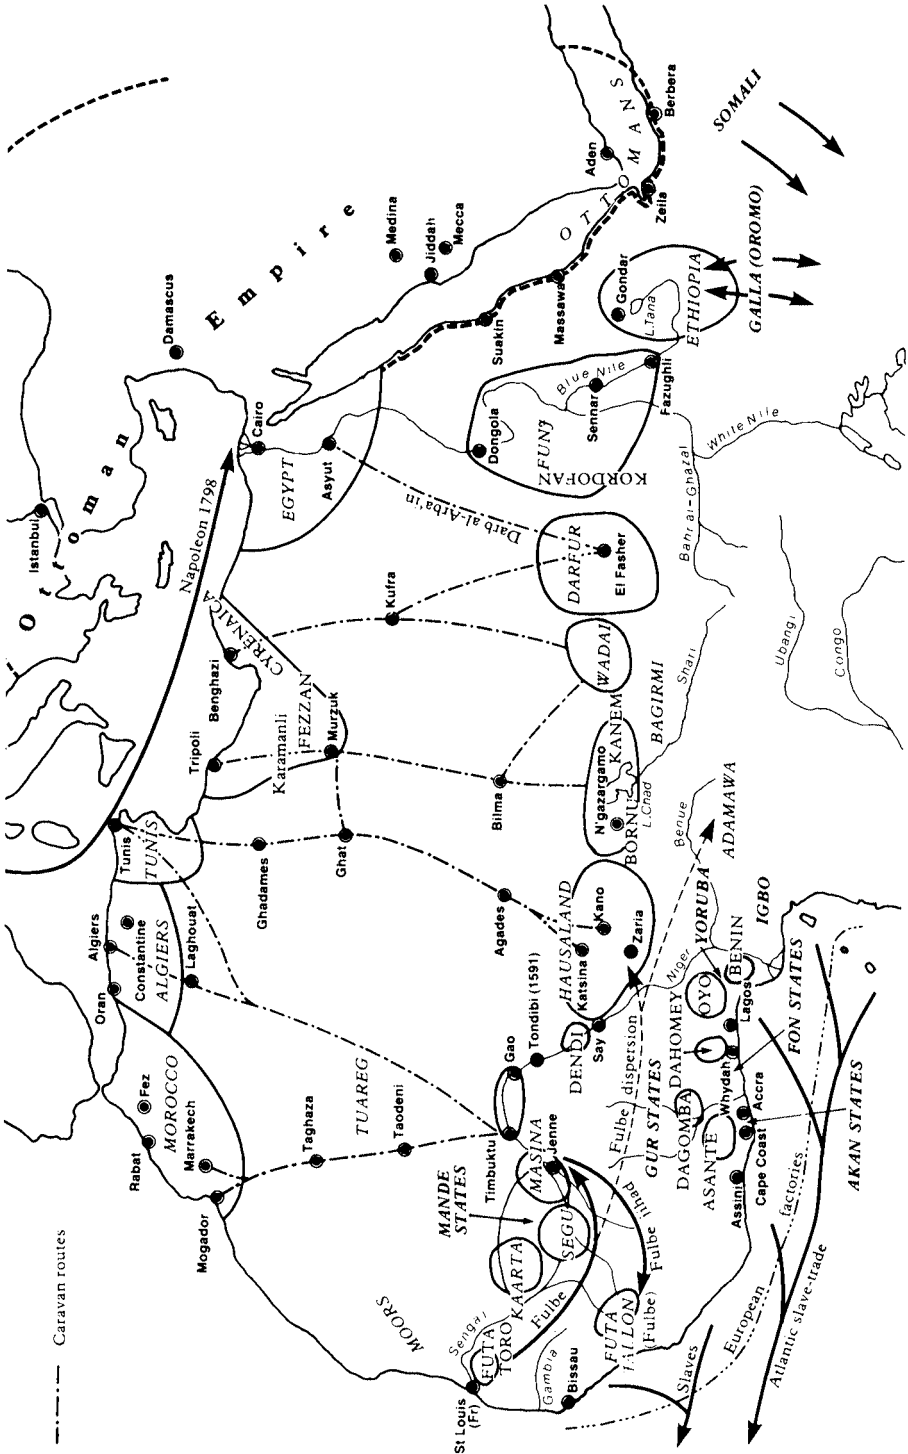 Caravan routes
Ottoman
Empire
Istanbul
Damascus
Medina
Jiddah
Mecca
Aden
OTTOMANS
Berbera
Zeila
SOMALI
GALLA (OROMO)
Napoleon 1798
Algiers
Oran
Constantine
ALGIERS
Laghouat
Tunis
TUNIS
Tripoli
Benghazi
CYRENAICA
Karamanli
FEZZAN
Murzuk
Cairo
EGYPT
Asyut
Darb al-Arba'in
Kufra
Ghadames
Ghat
Rabat
Fez
MOROCCO
Marrakech
Mogador
Taghaza
TUAREG
Taodeni
MOORS
Suakin
Massawa
Gondar
L.Tana
ETHIOPIA
Dongola
FUNJ
Blue Nile
Sennar
Fazughli
KORDOFAN
DARFUR
El Fasher
WADAI
Bilma
N'gazargamo
KANEM
BORNU
L.Chad
BAGIRMI
Shari
Bahr al-Ghazal
White Nile
Ubangi
Congo
Agades
HAUSALAND
Katsina
Kano
Zaria
Benue
ADAMAWA
Gao
Tondibi (1591)
DENDI
Say
Niger
Timbuktu
MASINA
Jenne
MANDE
STATES
SEGU
KAARTA
Fulbe
Fulbe jihad
Fulbe dispersion
Sengal
FUTA
TORO
St Louis
(Fr)
Gambia
Bissau
FUTA
JALLON
(Fulbe)
GUR STATES
DAGOMBA
ASANTE
DAHOMEY
OYO
YORUBA
BENIN
IGBO
Lagos
Whydah
Accra
Cape Coast
Assini
FON STATES
AKAN STATES
European factories
Slaves
Atlantic slave-trade